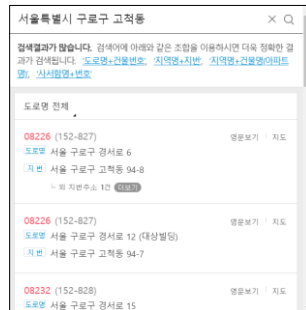 서울특별시 구로구 고척동
검색결과가 많습니다. 검색어에 아래와 같은 조합을 이용하시면 더욱 정확한 결
과가 검색됩니다. '도로명+건물번호', '지역명+지번', '지역명+건물명(아파트
명)', '사서함명+번호'
도로명 전체
08226 (152-827) 영문보기 지도
도로명 서울 구로구 경서로 6
지번 서울 구로구 고척동 94-8
외 지번주소 1건 더보기
08226 (152-827) 영문보기 지도
도로명 서울 구로구 경서로 12 (대상빌딩)
지번 서울 구로구 고척동 94-7
08232 (152-828) 영문보기 지도
도로명 서울 구로구 경서로 15